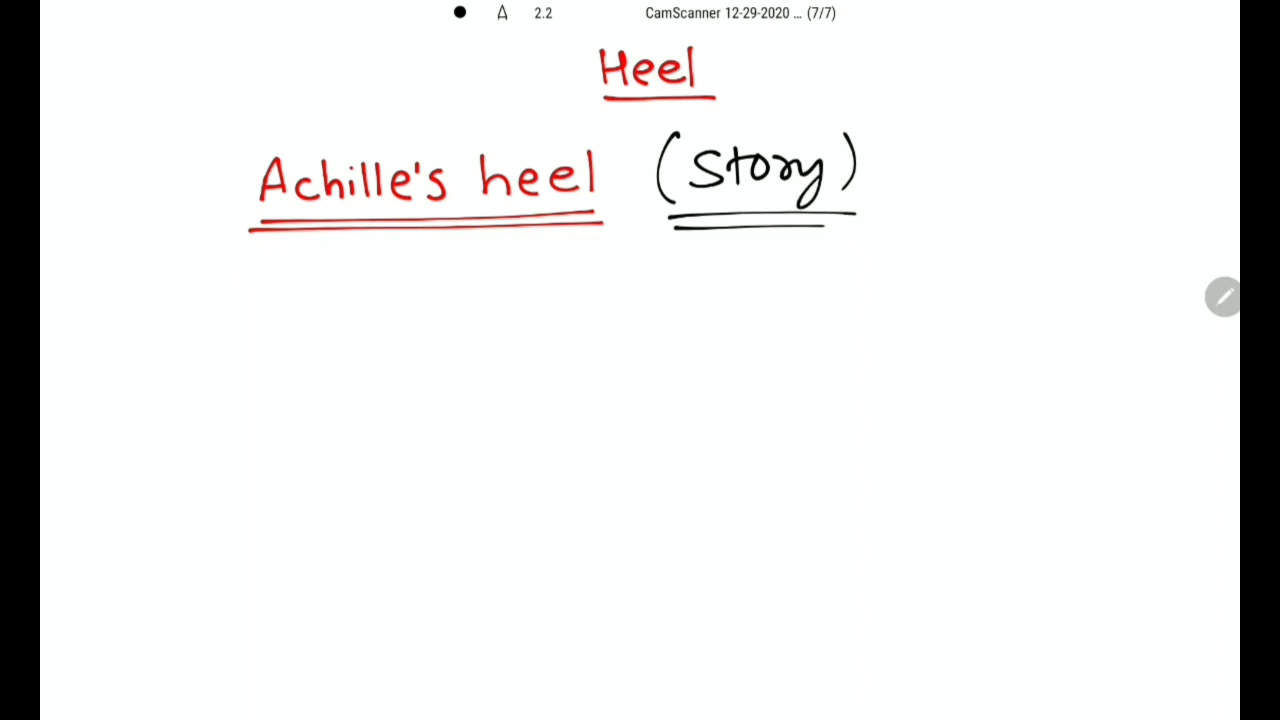 A 2.2 CamScanner 12-29-2020 ... (7/7)
Heel
Achille's heel (Story)